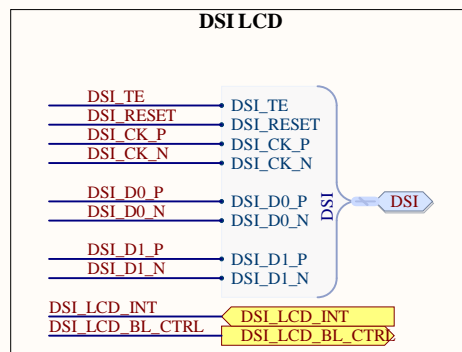 DSI LCD
DSI_TE DSI_TE
DSI_RESET DSI_RESET
DSI_CK_P DSI_CK_P
DSI_CK_N DSI_CK_N
DSI_D0_P DSI_D0_P
DSI_D0_N DSI_D0_N
DSI DSI
DSI_D1_P DSI_D1_P
DSI_D1_N DSI_D1_N
DSI_LCD_INT DSI_LCD_INT
DSI_LCD_BL_CTRL DSI_LCD_BL_CTRL